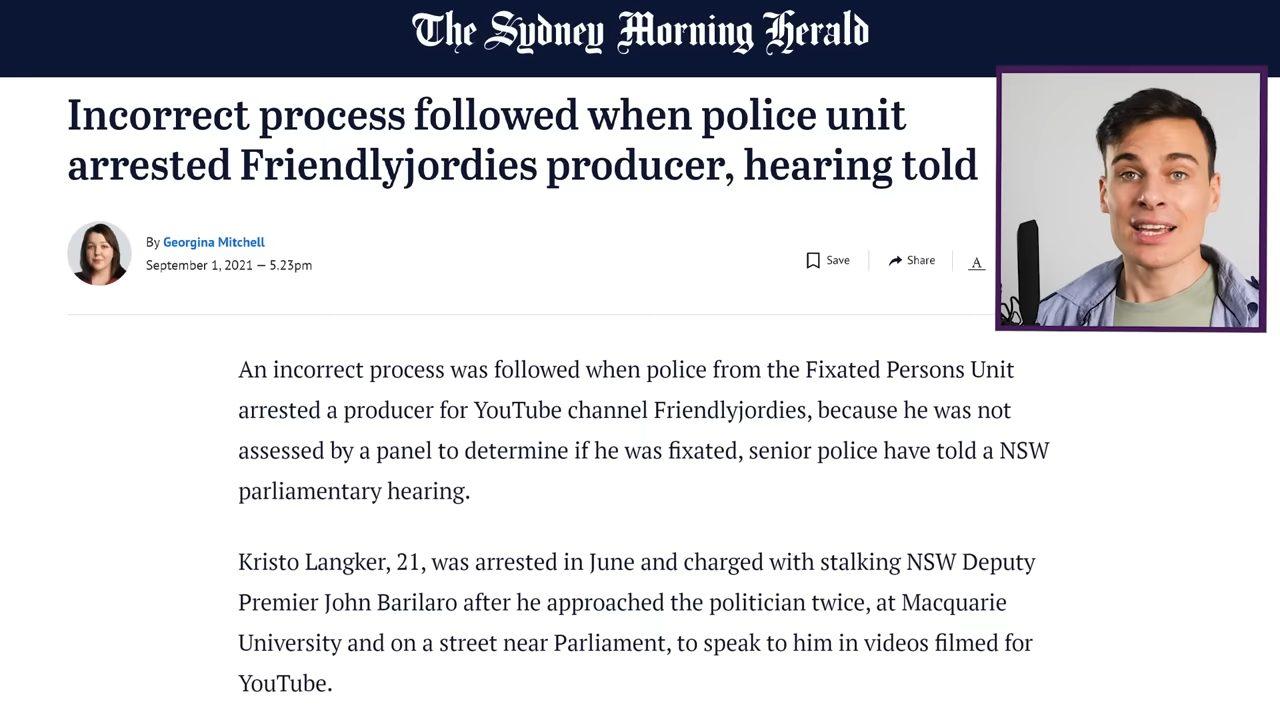 The Sydney Morning Herald
Incorrect process followed when police unit
arrested Friendlyjordies producer, hearing told
By Georgina Mitchell
September 1, 2021 — 5.23pm
Save
Share
A
An incorrect process was followed when police from the Fixated Persons Unit
arrested a producer for YouTube channel Friendlyjordies, because he was not
assessed by a panel to determine if he was fixated, senior police have told a NSW
parliamentary hearing.
Kristo Langker, 21, was arrested in June and charged with stalking NSW Deputy
Premier John Barilaro after he approached the politician twice, at Macquarie
University and on a street near Parliament, to speak to him in videos filmed for
YouTube.